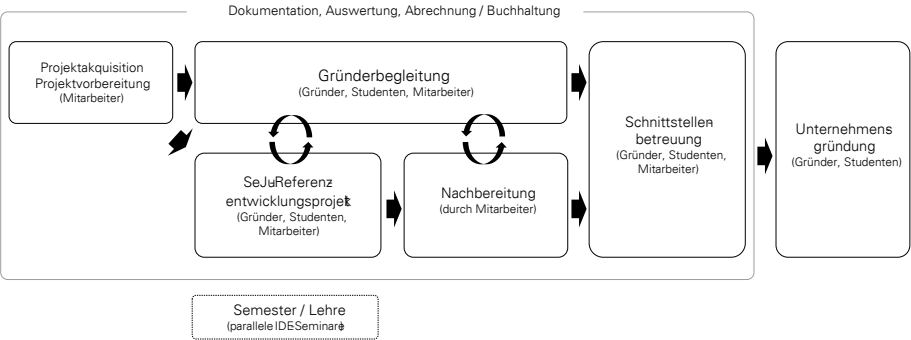 Dokumentation, Auswertung, Abrechnung / Buchhaltung
Projektakquisition
Projektvorbereitung
(Mitarbeiter)
Gründerbegleitung
(Gründer, Studenten, Mitarbeiter)
SeJu-Referenz-
entwicklungsprojekt
(Gründer, Studenten,
Mitarbeiter)
Nachbereitung
(durch Mitarbeiter)
Schnittstellen-
betreuung
(Gründer, Studenten,
Mitarbeiter)
Unternehmens-
gründung
(Gründer, Studenten)
Semester / Lehre
(parallele IDE-Seminare)